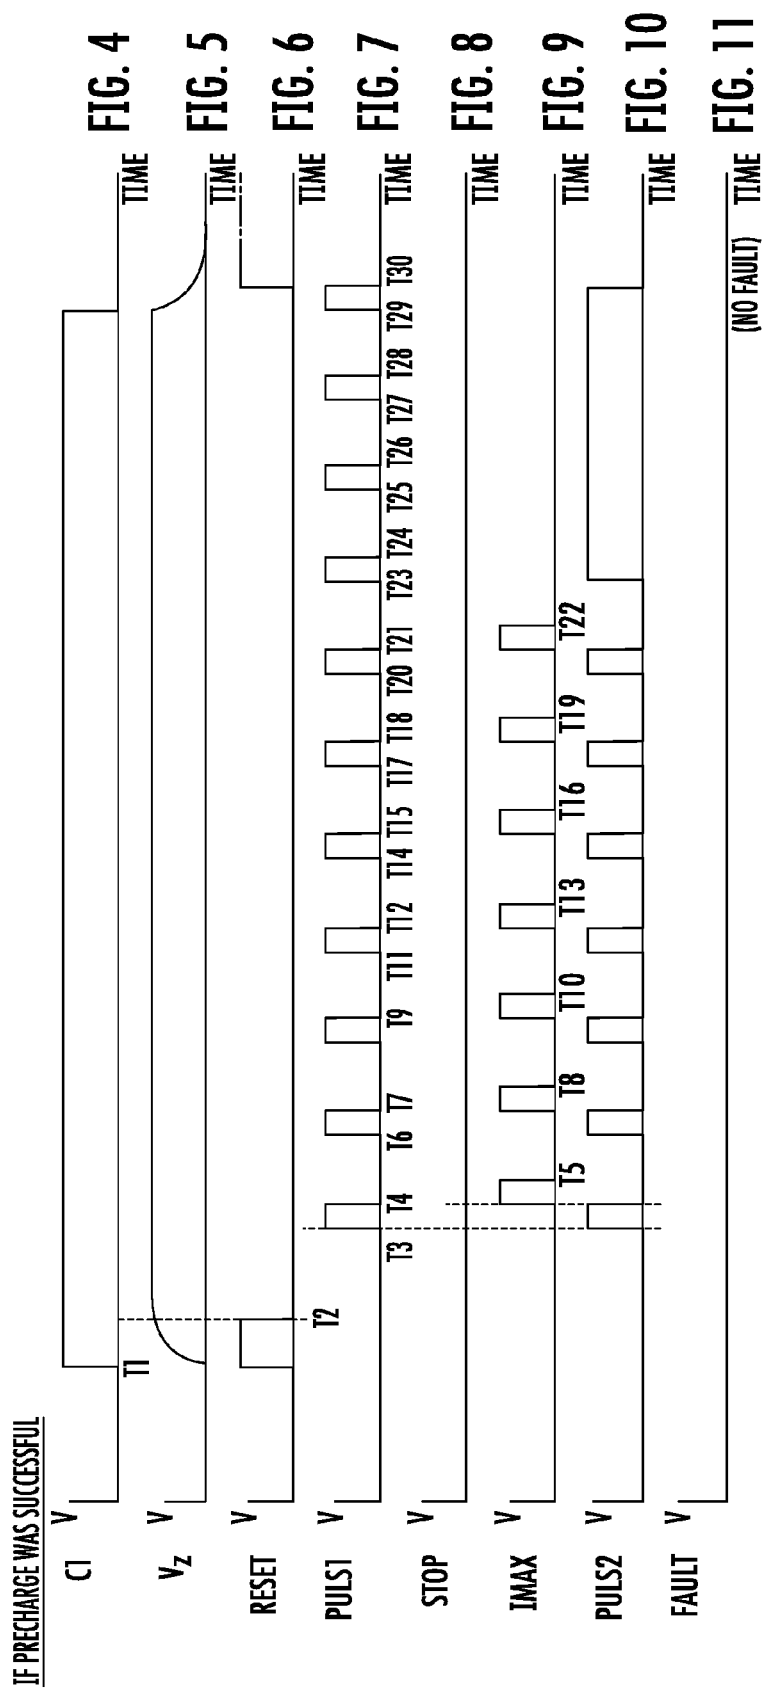 IF PRECHARGE WAS SUCCESSFUL
C1 V TIME FIG. 4
T1
VZ V TIME FIG. 5
RESET V TIME FIG. 6
T2
PULS1 V TIME FIG. 7
T3 T4 T6 T7 T9 T11 T12 T14 T15 T17 T18 T20 T21 T23 T24 T25 T26 T27 T28 T29 T30
STOP V TIME FIG. 8
IMAX V TIME FIG. 9
T5 T8 T10 T13 T16 T19 T22
PULS2 V TIME FIG. 10
FAULT V TIME FIG. 11
(NO FAULT)